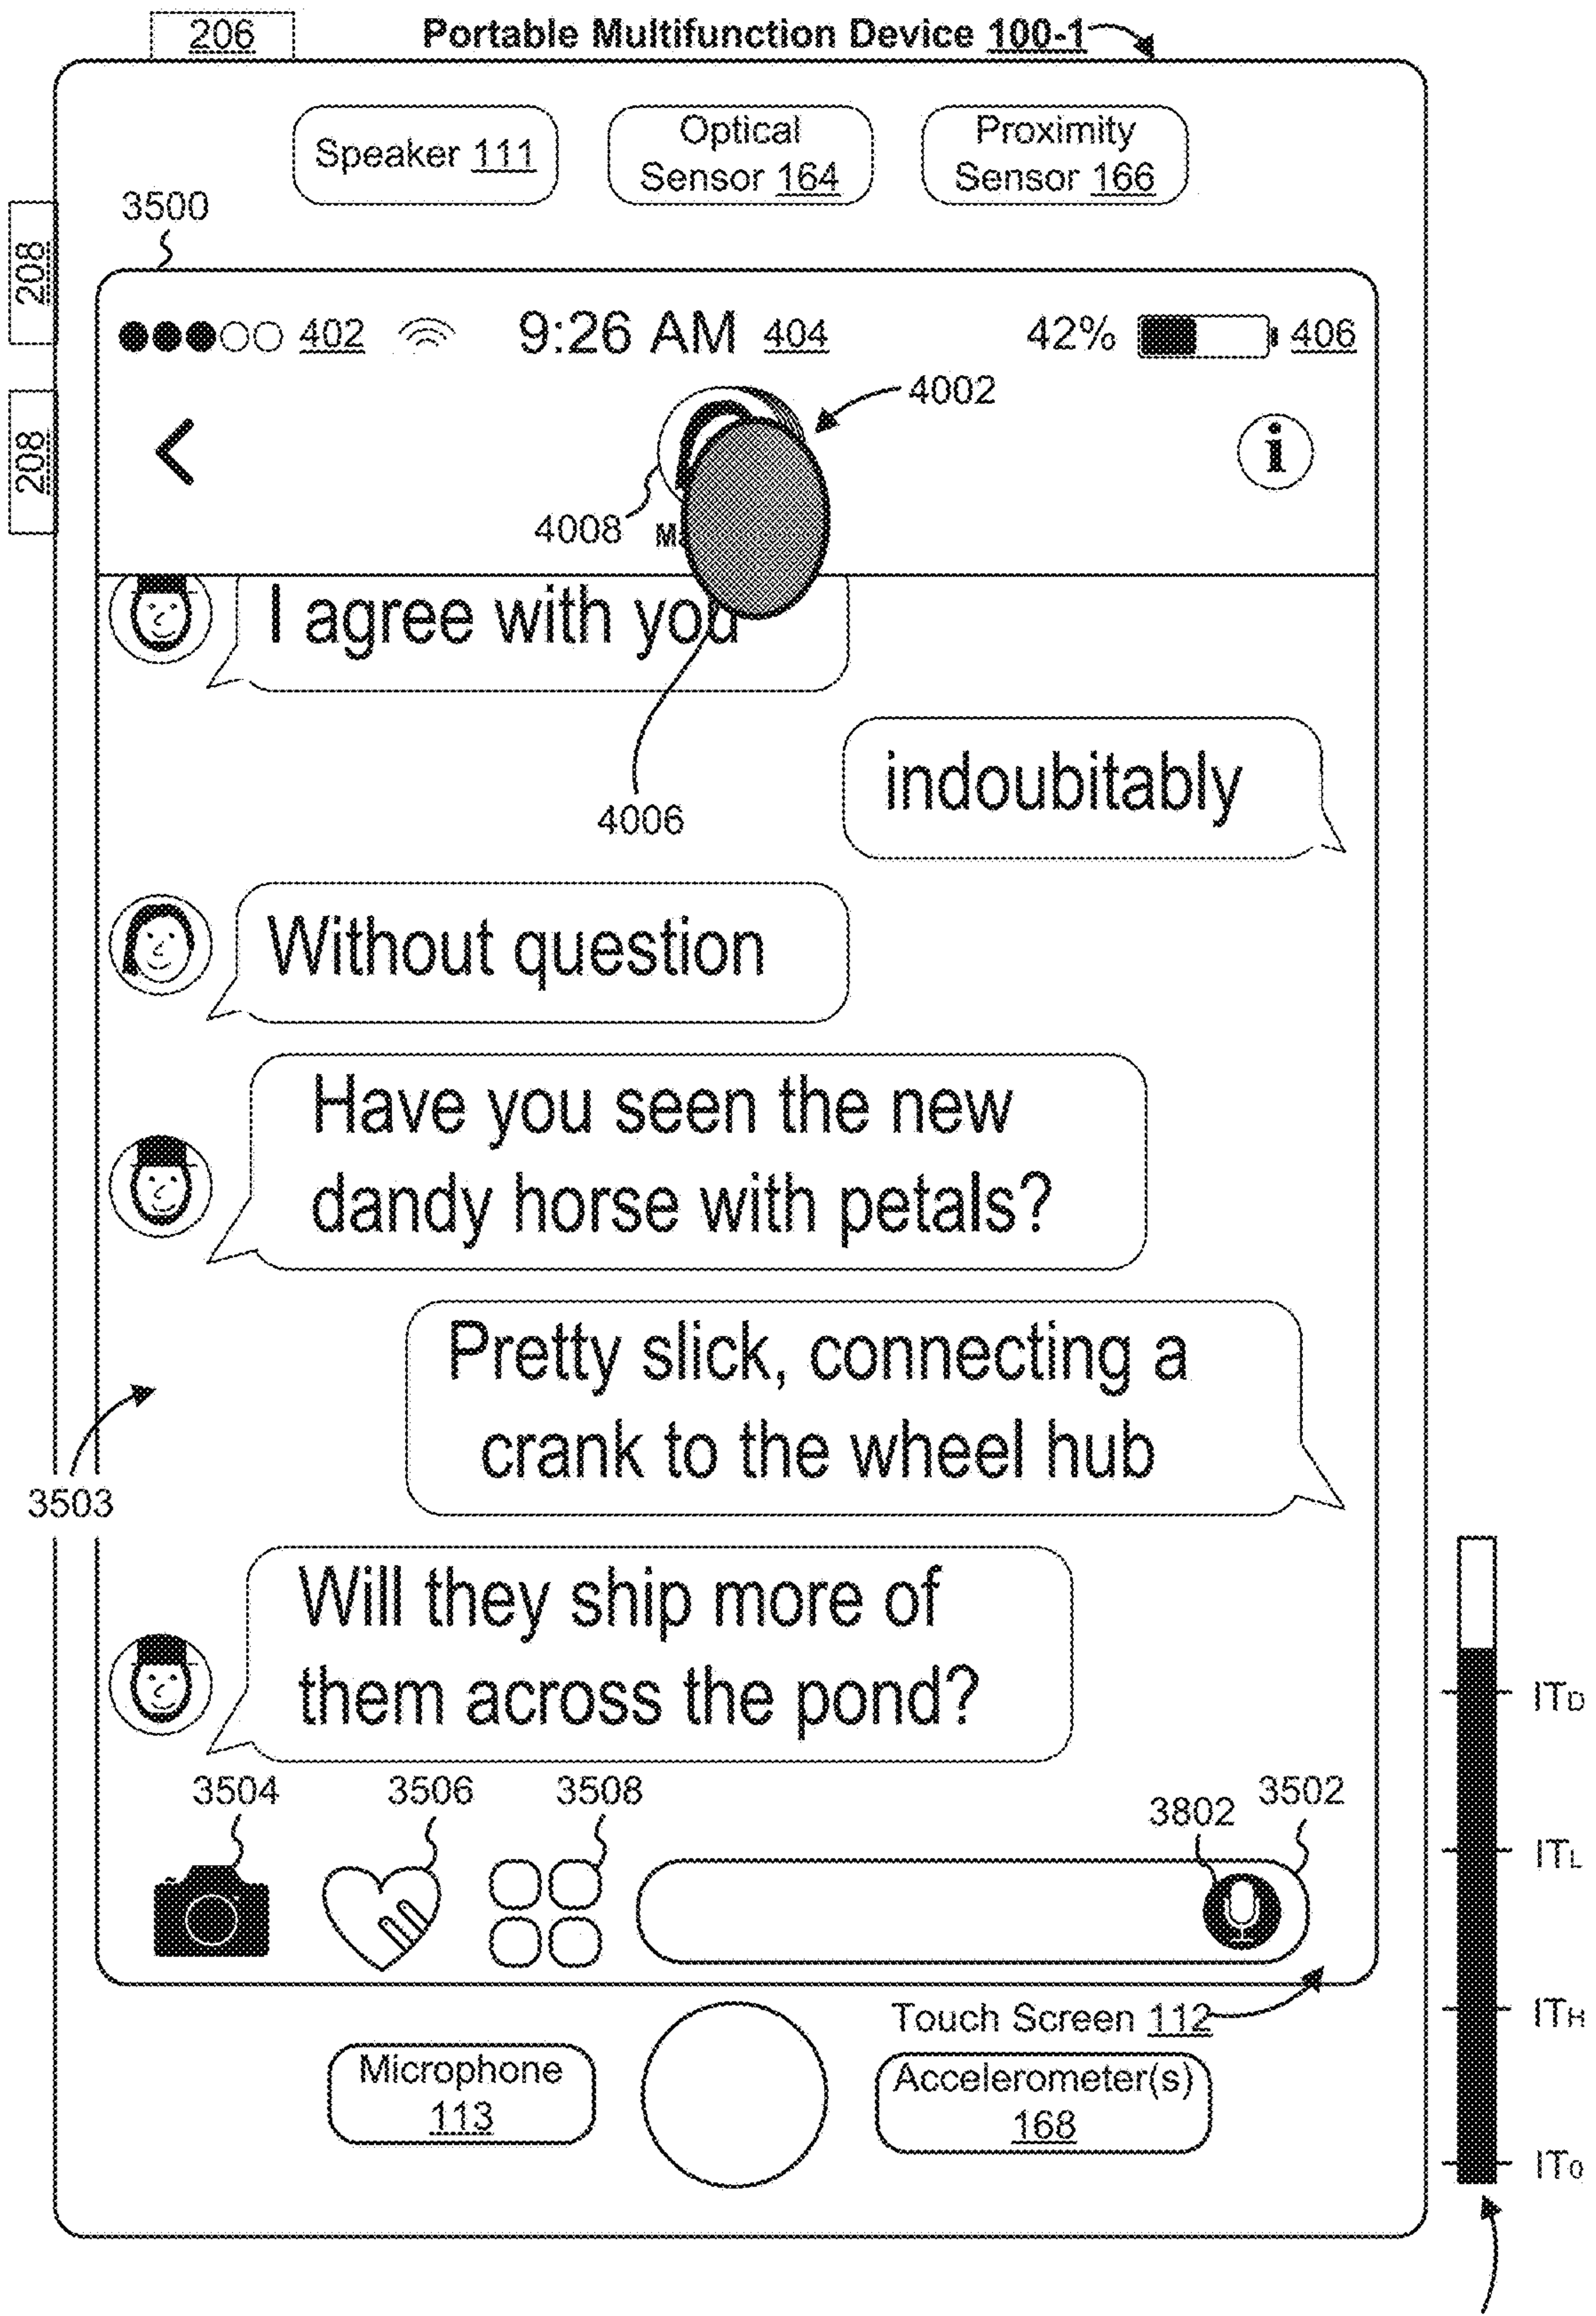 206
Portable Multifunction Device 100-1
Speaker 111
Optical
Sensor 164
Proximity
Sensor 166
3500
208
208
402
9:26 AM 404
42%
406
4002
4008
4006
I agree with you
indoubitably
Without question
Have you seen the new
dandy horse with petals?
Pretty slick, connecting a
crank to the wheel hub
3503
Will they ship more of
them across the pond?
3504
3506
3508
3802
3502
Touch Screen 112
Microphone
113
Accelerometer(s)
168
ITD
ITL
ITH
IT0